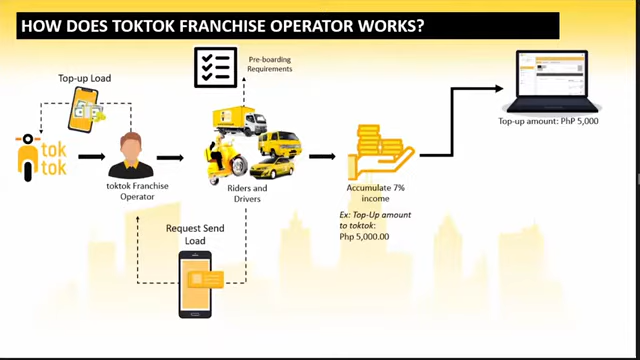 HOW DOES TOKTOK FRANCHISE OPERATOR WORKS?
Top-up Load
Pre-boarding
Requirements
tok
tok
toktok Franchise
Operator
Riders and
Drivers
Accumulate 7%
income
Ex: Top-Up amount
to toktok:
Php 5,000.00
Top-up amount: PhP 5,000
Request Send
Load